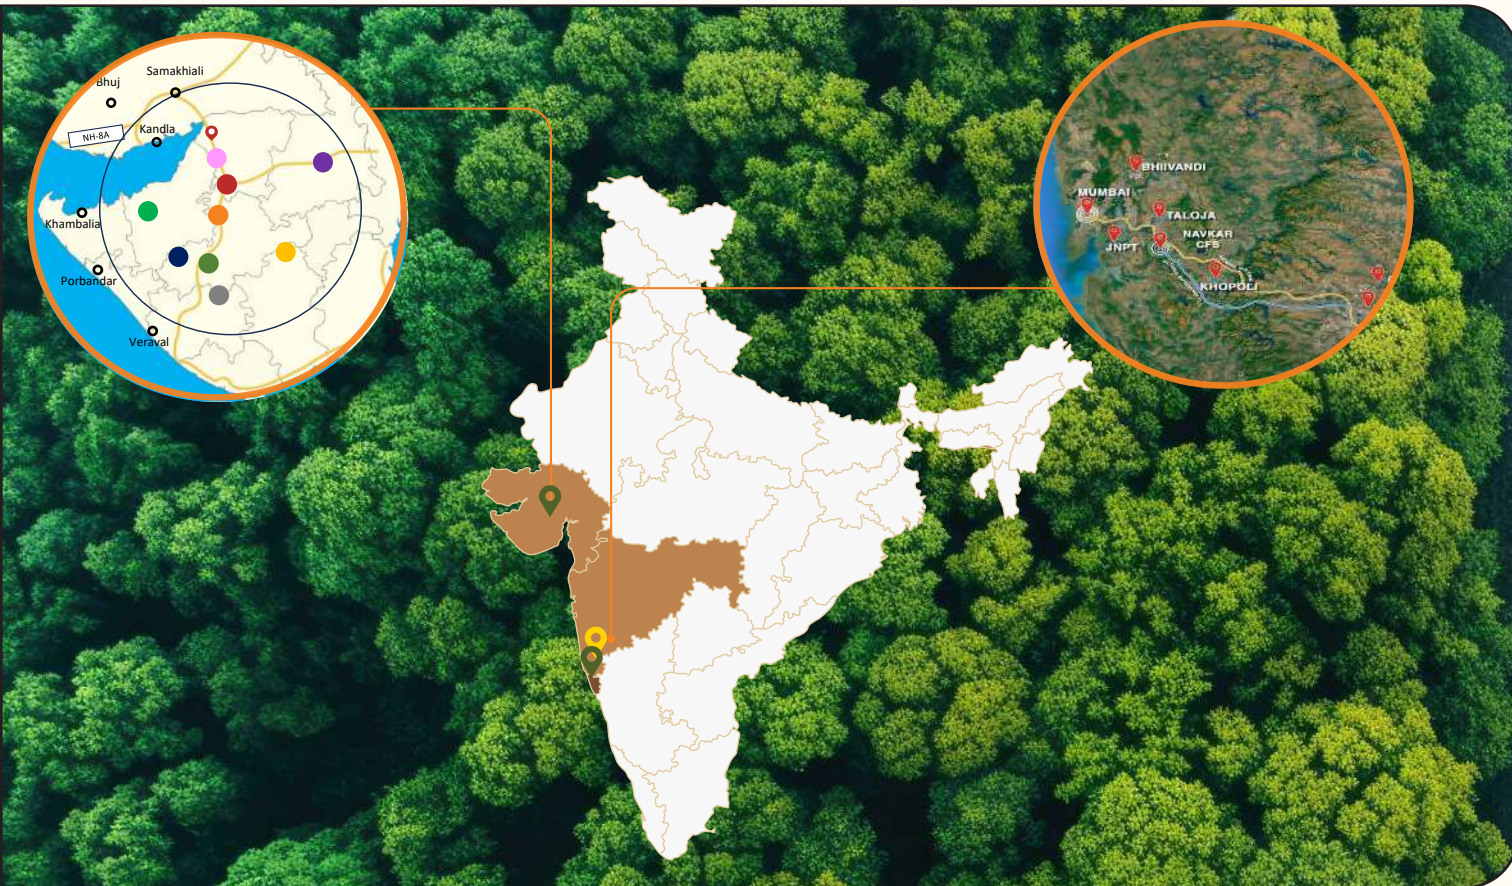 Bhuj
Samakhiali
NH-8A
Kandla
Khambalia
Porbandar
Veraval
BHIIVANDI
MUMBAI
TALOJA
JNPT
NAVKAR
CFS
KHOPOLI